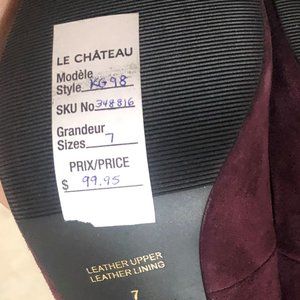 LE CHÂTEAU
Modèle
Style KG98
SKU No 348816
Grandeur
Sizes 7
PRIX/PRICE
$ 99.95
LEATHER UPPER
LEATHER LINING
7